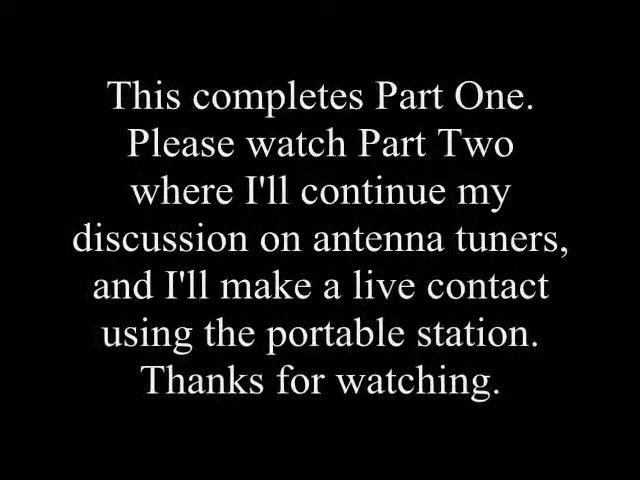 This completes Part One.
Please watch Part Two
where I'll continue my
discussion on antenna tuners,
and I'll make a live contact
using the portable station.
Thanks for watching.